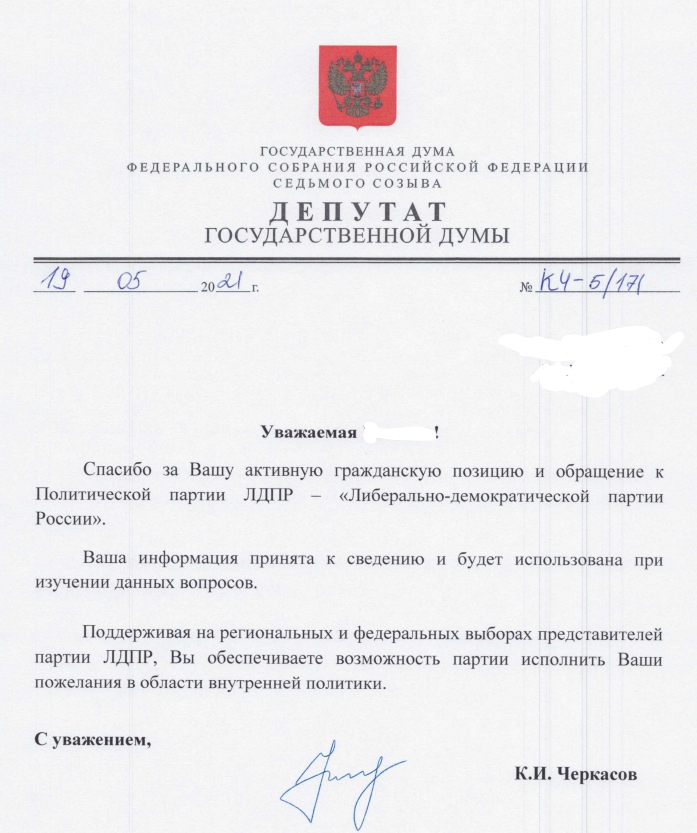 ГОСУДАРСТВЕННАЯ ДУМА
ФЕДЕРАЛЬНОГО СОБРАНИЯ РОССИЙСКОЙ ФЕДЕРАЦИИ
СЕДЬМОГО СОЗЫВА
ДЕПУТАТ
ГОСУДАРСТВЕННОЙ ДУМЫ
19 05 2021 г. № КЧ-5/171
Уважаемая !
Спасибо за Вашу активную гражданскую позицию и обращение к
Политической партии ЛДПР – «Либерально-демократической партии
России».
Ваша информация принята к сведению и будет использована при
изучении данных вопросов.
Поддерживая на региональных и федеральных выборах представителей
партии ЛДПР, Вы обеспечиваете возможность партии исполнить Ваши
пожелания в области внутренней политики.
С уважением,
К.И. Черкасов